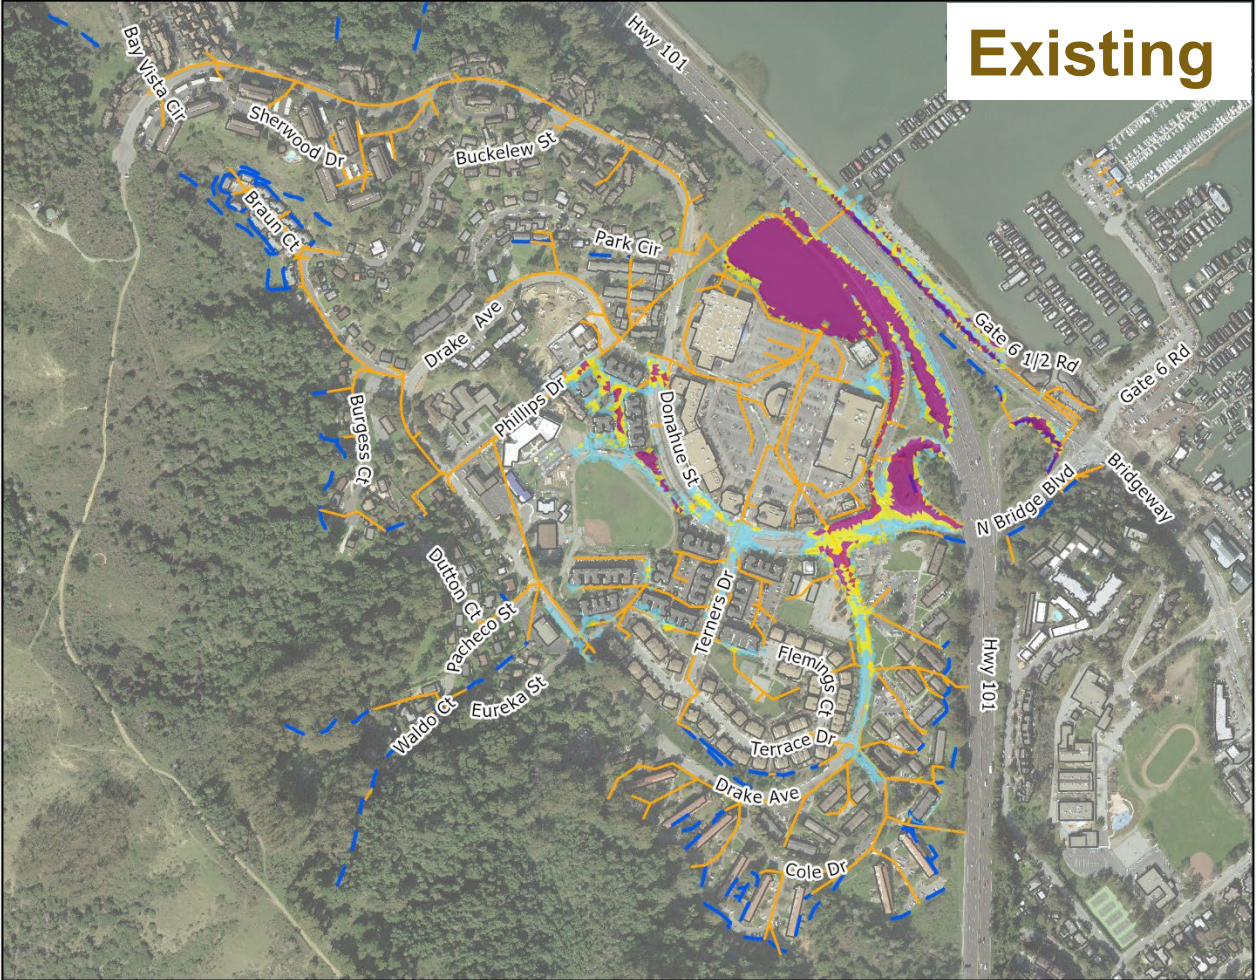 Existing
Hwy 101
Bay Vista Cir
Sherwood Dr
Buckelew St
Braun Ct
Park Cir
Drake Ave
Gate 6 1/2 Rd
Gate 6 Rd
Phillips Dr
Donahue St
Burgess Ct
N Bridge Blvd
Bridgeway
Dutton Ct
Pacheco St
Terners Dr
Flemings Ct
Hwy 101
Eureka St
Waldo Ct
Terrace Dr
Drake Ave
Cole Dr